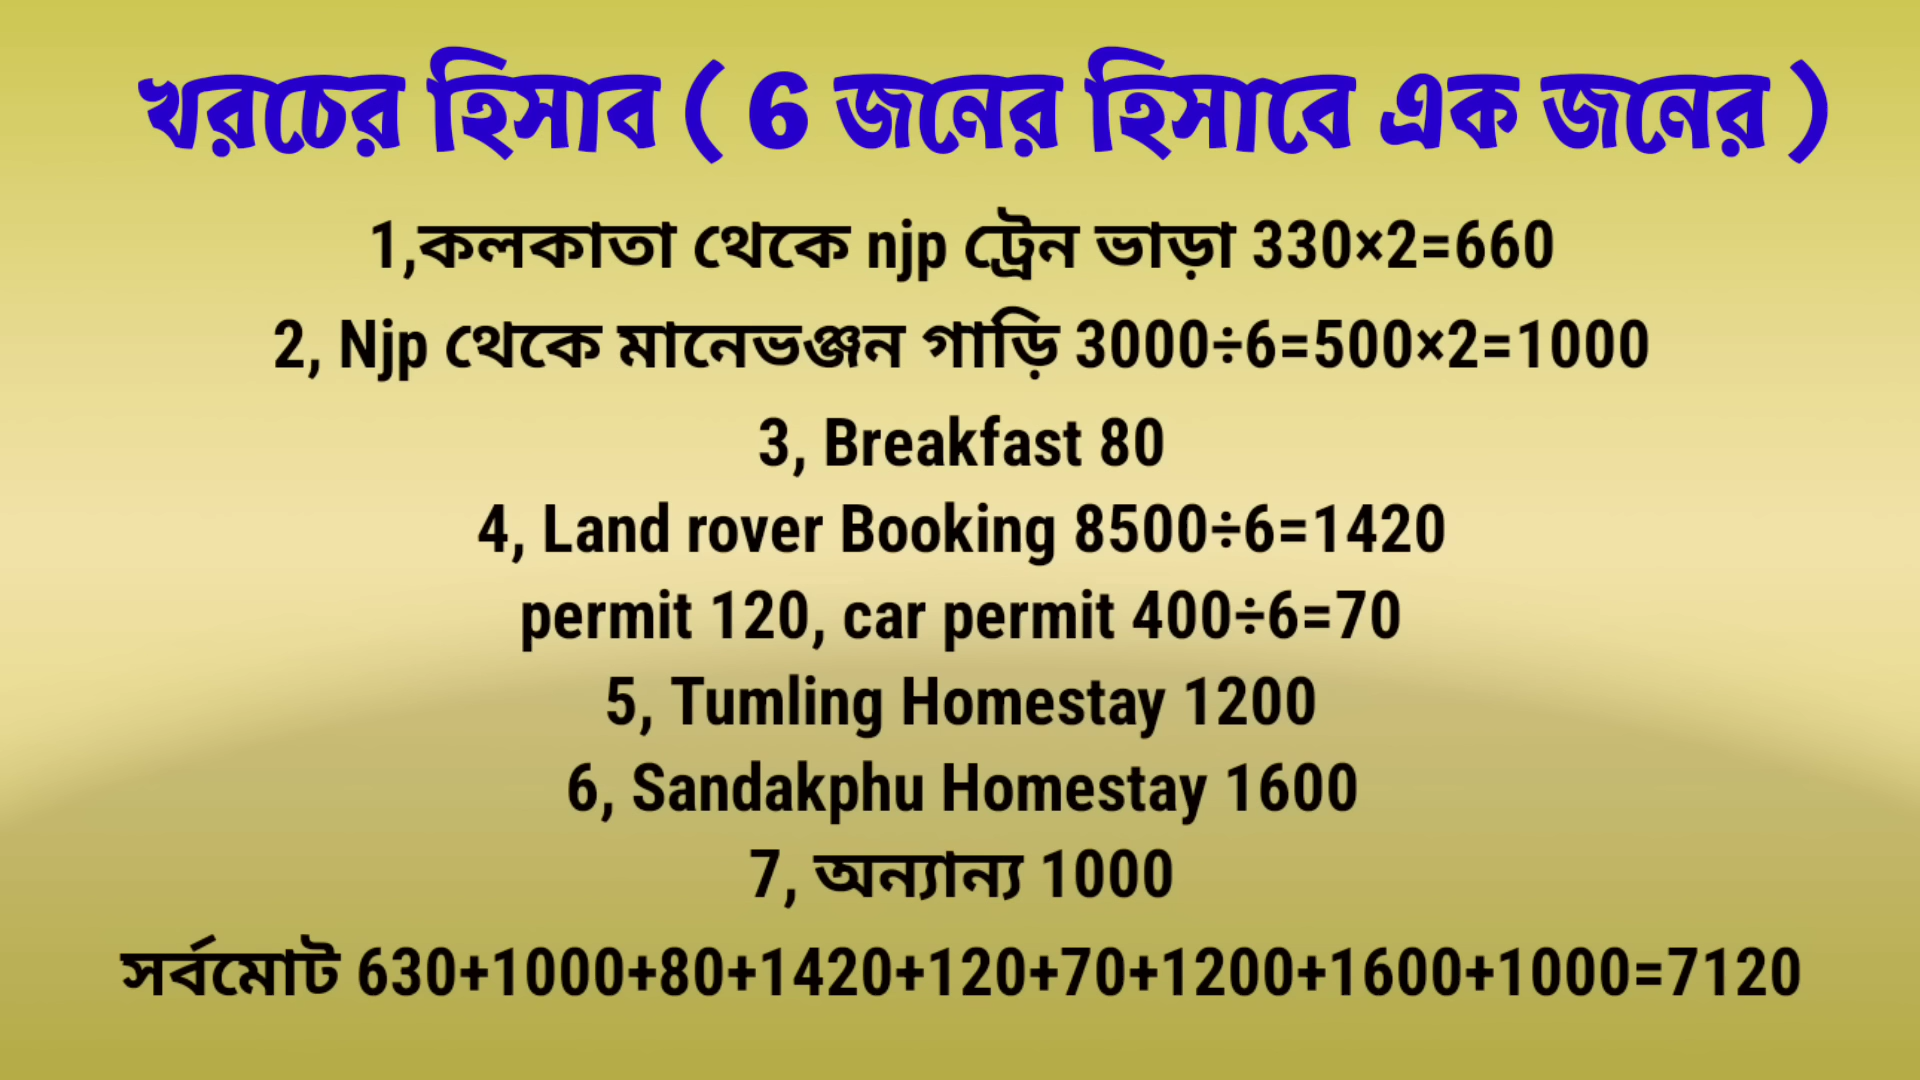 খরচের হিসাব ( 6 জনের হিসাবে এক জনের )
1,কলকাতা থেকে njp ট্রেন ভাড়া 330×2=660
2, Njp থেকে মানেভঞ্জন গাড়ি 3000÷6=500×2=1000
3, Breakfast 80
4, Land rover Booking 8500÷6=1420
permit 120, car permit 400÷6=70
5, Tumling Homestay 1200
6, Sandakphu Homestay 1600
7, অন্যান্য 1000
সর্বমোট 630+1000+80+1420+120+70+1200+1600+1000=7120